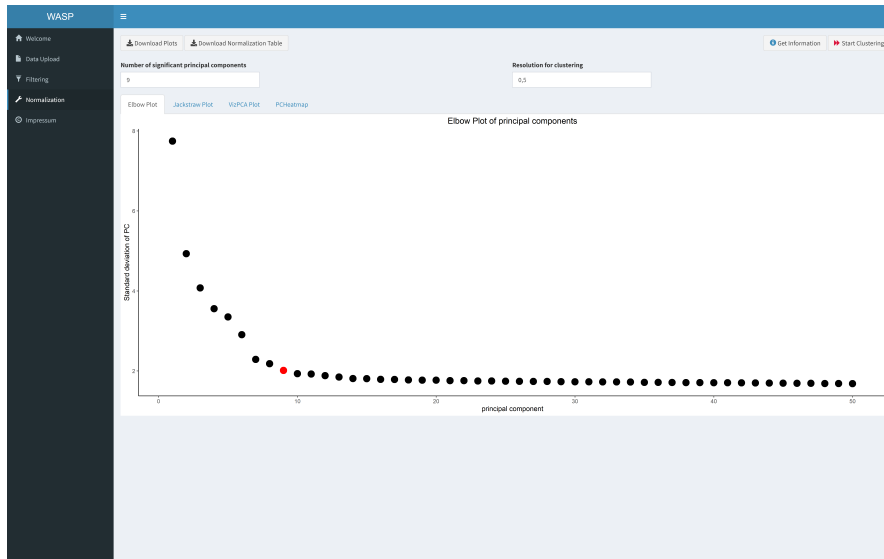 WASP
Welcome
Data Upload
Filtering
Normalization
Impressum
Download Plots
Download Normalization Table
Get Information
Start Clustering
Number of significant principal components
Resolution for clustering
9
0,5
Elbow Plot
Jackstraw Plot
VizPCA Plot
PCHeatmap
Elbow Plot of principal components
8
6
4
2
Standard deviation of PC
0
10
20
30
40
50
principal component